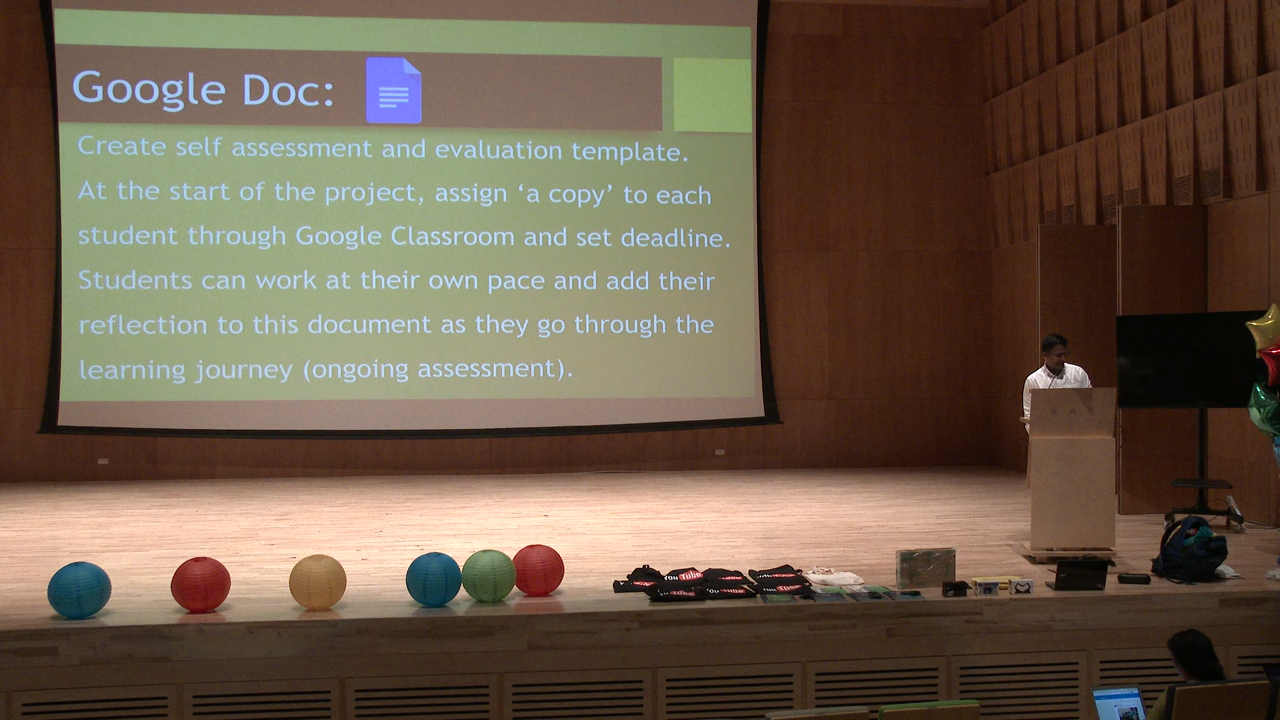 Google Doc:
Create self assessment and evaluation template.
At the start of the project, assign ‘a copy’ to each
student through Google Classroom and set deadline.
Students can work at their own pace and add their
reflection to this document as they go through the
learning journey (ongoing assessment).
YouTube
YouTube